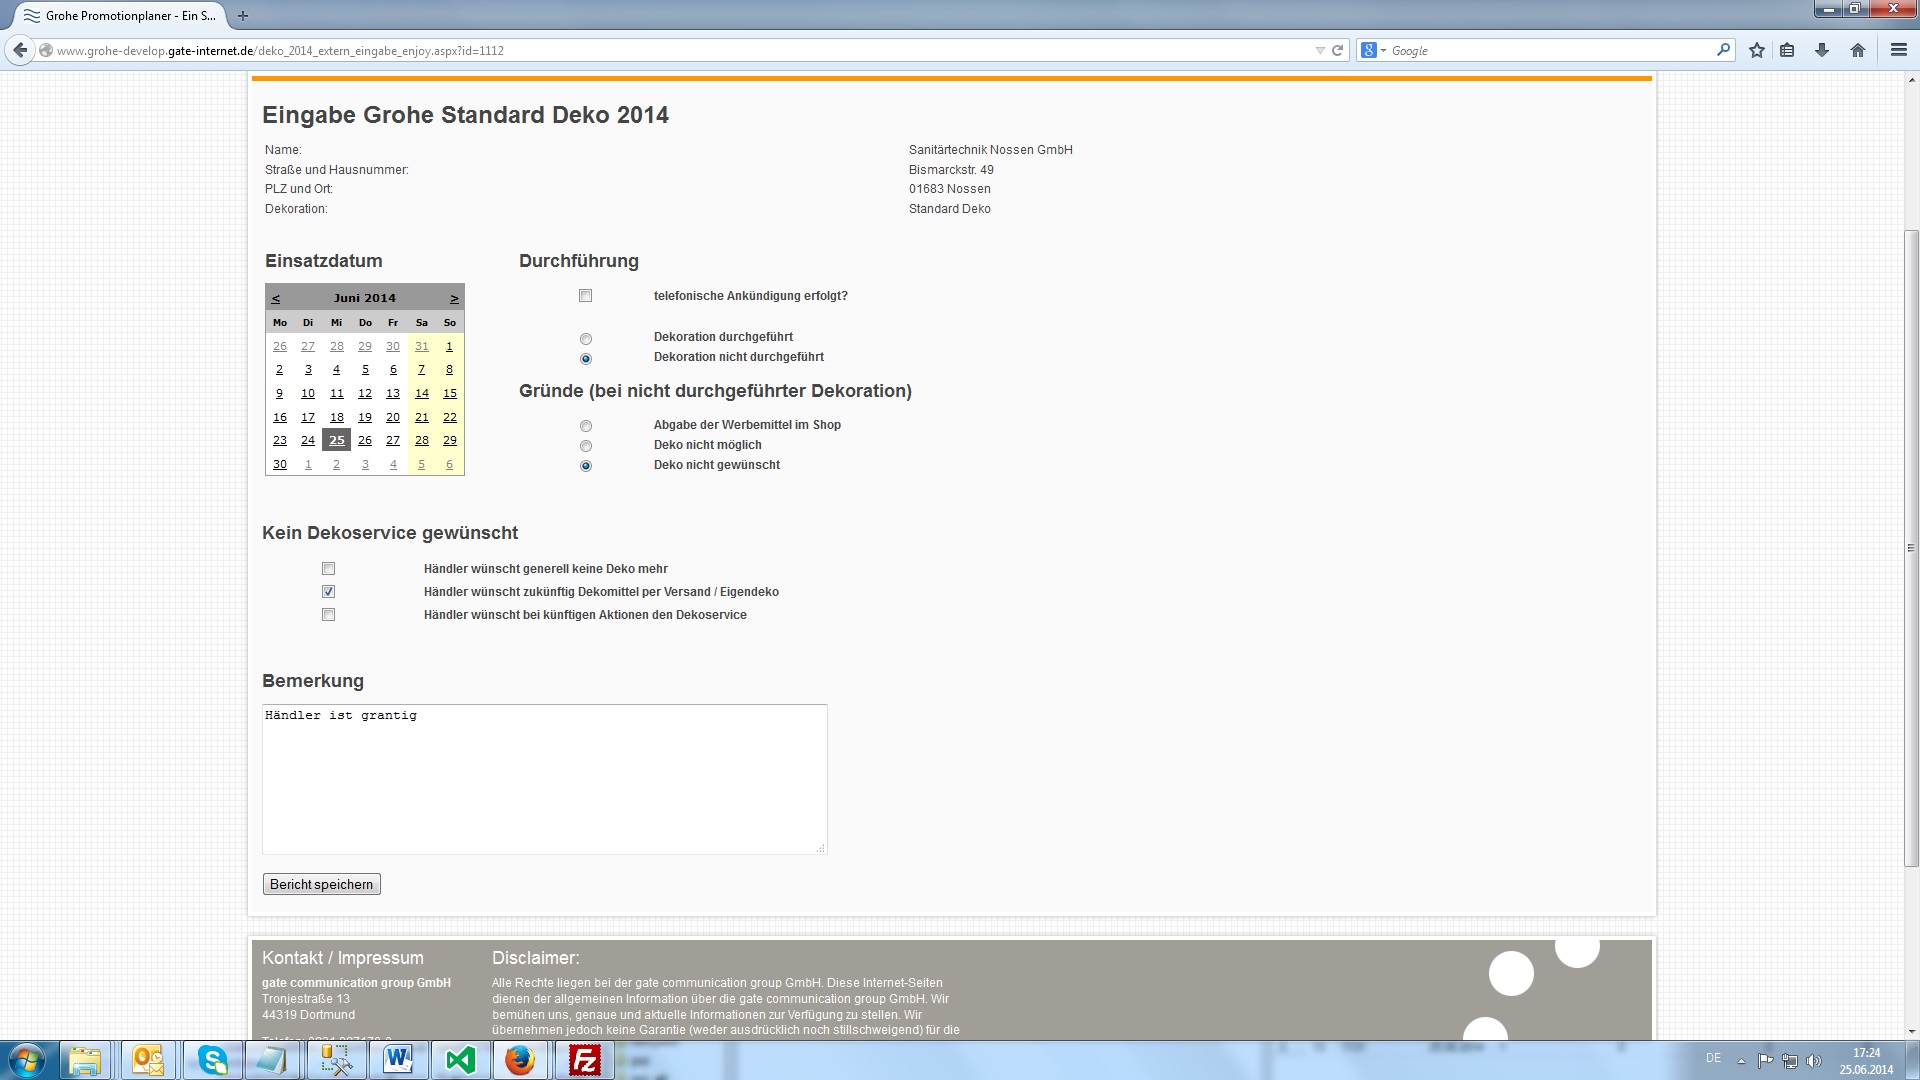 Grohe Promotionplaner - Ein S...
www.grohe-develop.gate-internet.de/deko_2014_extern_eingabe_enjoy.aspx?id=1112
Google
Eingabe Grohe Standard Deko 2014
Name: Sanitärtechnik Nossen GmbH
Straße und Hausnummer: Bismarckstr. 49
PLZ und Ort: 01683 Nossen
Dekoration: Standard Deko
Einsatzdatum
< Juni 2014 >
Mo Di Mi Do Fr Sa So
26 27 28 29 30 31 1
2 3 4 5 6 7 8
9 10 11 12 13 14 15
16 17 18 19 20 21 22
23 24 25 26 27 28 29
30 1 2 3 4 5 6
Durchführung
telefonische Ankündigung erfolgt?
Dekoration durchgeführt
Dekoration nicht durchgeführt
Gründe (bei nicht durchgeführter Dekoration)
Abgabe der Werbemittel im Shop
Deko nicht möglich
Deko nicht gewünscht
Kein Dekoservice gewünscht
Händler wünscht generell keine Deko mehr
Händler wünscht zukünftig Dekomittel per Versand / Eigendeko
Händler wünscht bei künftigen Aktionen den Dekoservice
Bemerkung
Händler ist grantig
Bericht speichern
Kontakt / Impressum
gate communication group GmbH
Tronjestraße 13
44319 Dortmund
Disclaimer:
Alle Rechte liegen bei der gate communication group GmbH. Diese Internet-Seiten
dienen der allgemeinen Information über die gate communication group GmbH. Wir
bemühen uns, genaue und aktuelle Informationen zur Verfügung zu stellen. Wir
übernehmen jedoch keine Garantie (weder ausdrücklich noch stillschweigend) für die
DE
17:24
25.06.2014